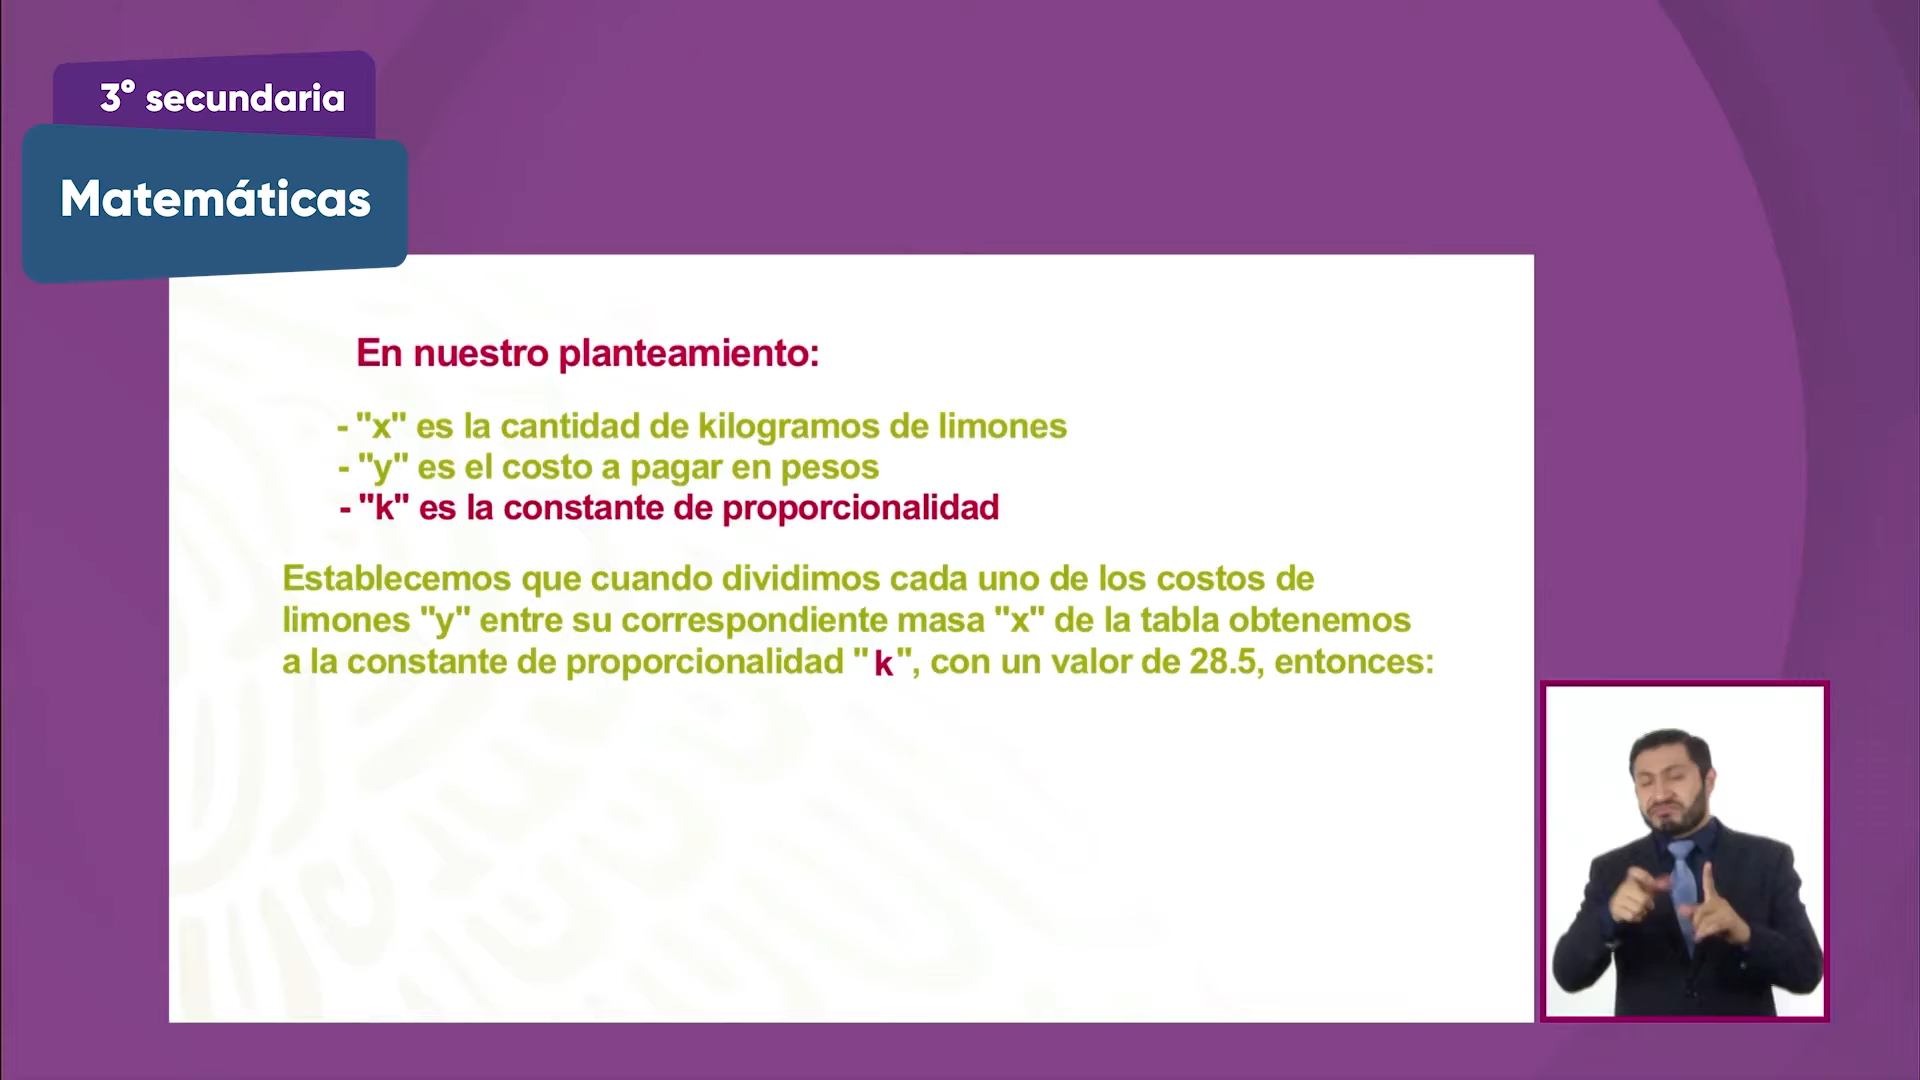 3° secundaria
Matemáticas
En nuestro planteamiento:
- "x" es la cantidad de kilogramos de limones
- "y" es el costo a pagar en pesos
- "k" es la constante de proporcionalidad
Establecemos que cuando dividimos cada uno de los costos de
limones "y" entre su correspondiente masa "x" de la tabla obtenemos
a la constante de proporcionalidad "k", con un valor de 28.5, entonces: